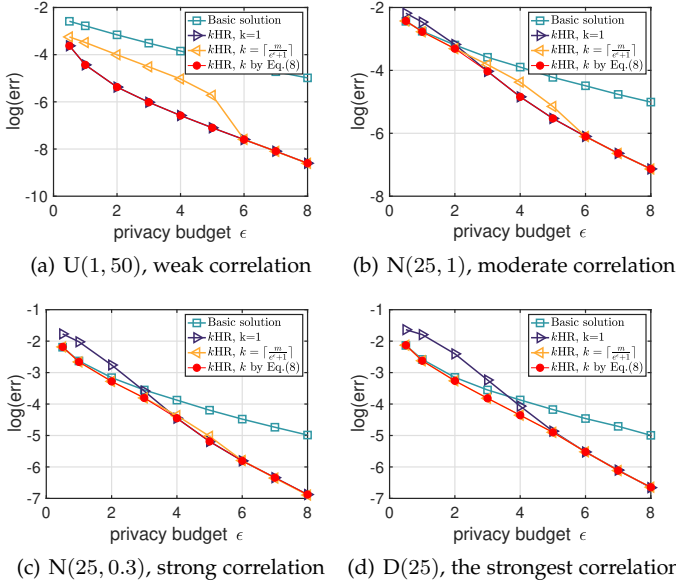 -2
-4
-6
-8
-10
0 2 4 6 8
log(err)
privacy budget ϵ
Basic solution
kHR, k=1
kHR, k = ⌈m/(e^ϵ+1)⌉
kHR, k by Eq.(8)
(a) U(1, 50), weak correlation
-2
-4
-6
-8
0 2 4 6 8
log(err)
privacy budget ϵ
Basic solution
kHR, k=1
kHR, k = ⌈m/(e^ϵ+1)⌉
kHR, k by Eq.(8)
(b) N(25, 1), moderate correlation
-1
-2
-3
-4
-5
-6
-7
0 2 4 6 8
log(err)
privacy budget ϵ
Basic solution
kHR, k=1
kHR, k = ⌈m/(e^ϵ+1)⌉
kHR, k by Eq.(8)
(c) N(25, 0.3), strong correlation
-1
-2
-3
-4
-5
-6
-7
0 2 4 6 8
log(err)
privacy budget ϵ
Basic solution
kHR, k=1
kHR, k = ⌈m/(e^ϵ+1)⌉
kHR, k by Eq.(8)
(d) D(25), the strongest correlation